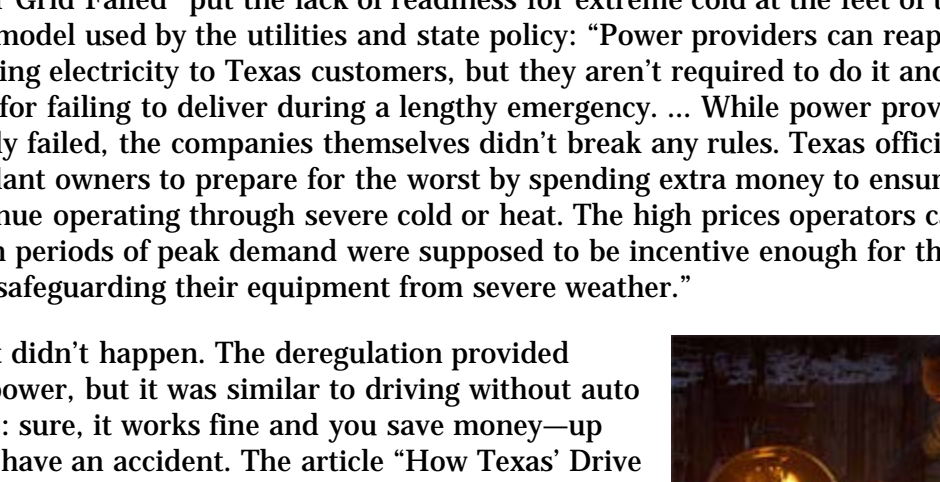 Grid Failed” put the lack of readiness for extreme cold at the feet of
model used by the utilities and state policy: “Power providers can reap
ing electricity to Texas customers, but they aren’t required to do it and
for failing to deliver during a lengthy emergency. ... While power prov
ly failed, the companies themselves didn’t break any rules. Texas offici
lant owners to prepare for the worst by spending extra money to ensur
nue operating through severe cold or heat. The high prices operators c
periods of peak demand were supposed to be incentive enough for th
safeguarding their equipment from severe weather.”
didn’t happen. The deregulation provided
power, but it was similar to driving without auto
: sure, it works fine and you save money—up
have an accident. The article “How Texas’ Drive